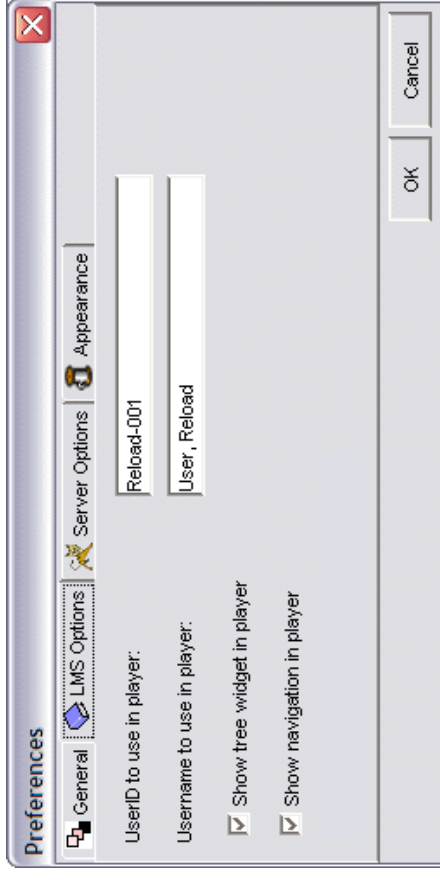 Preferences
General LMS Options Server Options Appearance
UserID to use in player: Reload-001
Username to use in player: User, Reload
Show tree widget in player
Show navigation in player
OK Cancel